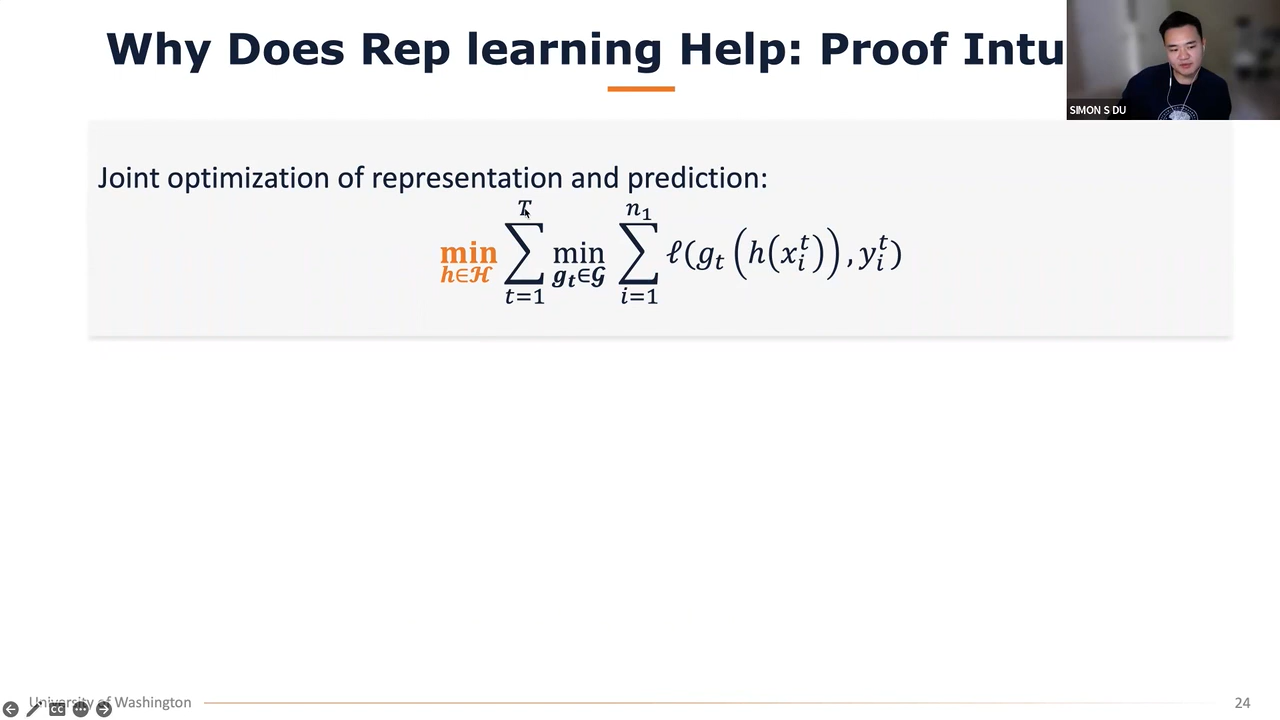 Why Does Rep learning Help: Proof Intu
SIMON S DU
Joint optimization of representation and prediction:
min_{h∈ℋ} ∑_{t=1}^{T} min_{g_t∈𝒢} ∑_{i=1}^{n_1} ℓ(g_t(h(x_i^t)), y_i^t)
University of Washington
24